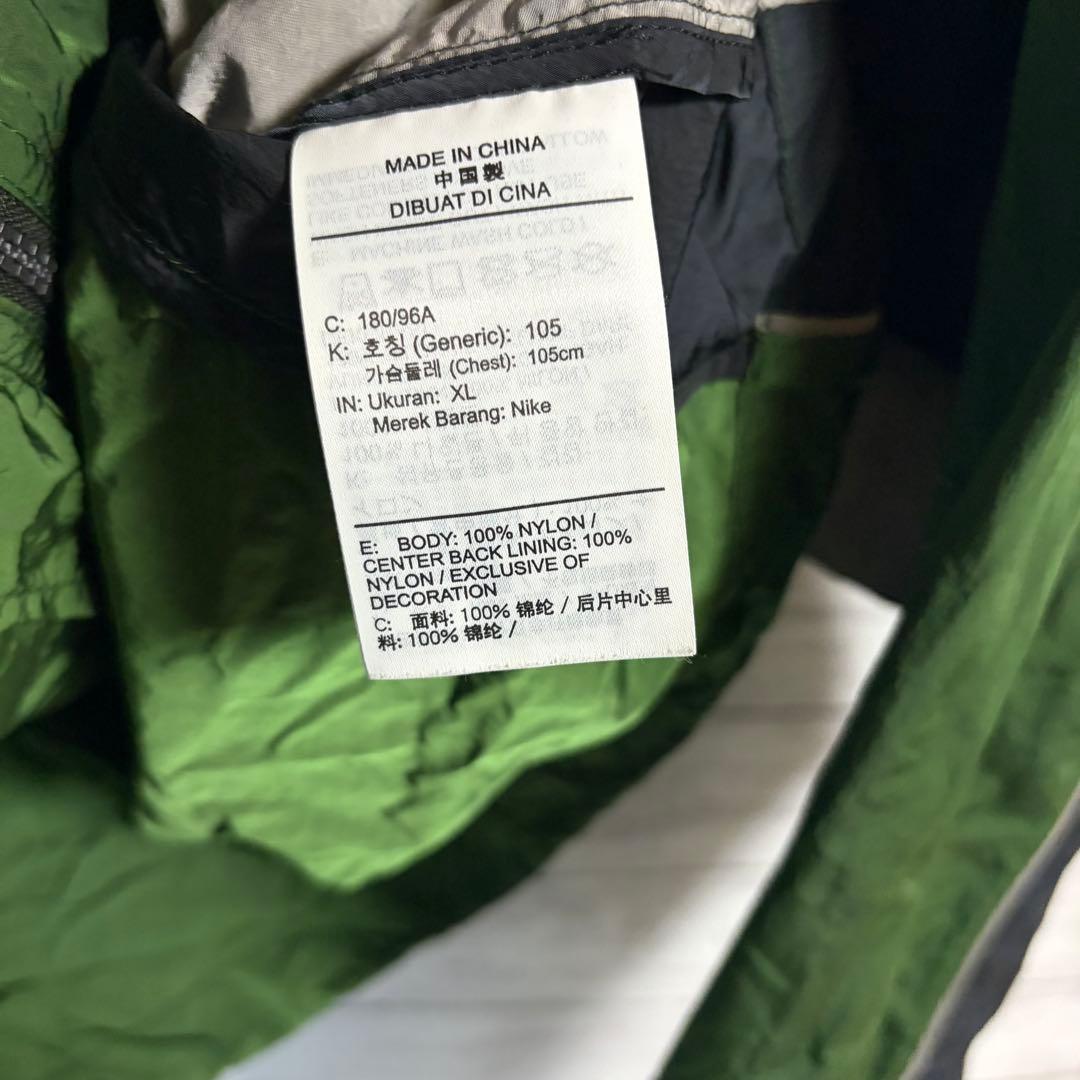 MADE IN CHINA
中国製
DIBUAT DI CINA
C: 180/96A
K: 호칭 (Generic): 105
가슴둘레 (Chest): 105cm
IN: Ukuran: XL
Merek Barang: Nike
E: BODY: 100% NYLON /
CENTER BACK LINING: 100%
NYLON / EXCLUSIVE OF
DECORATION
C: 面料: 100% 锦纶 / 后片中心里
料: 100% 锦纶 /